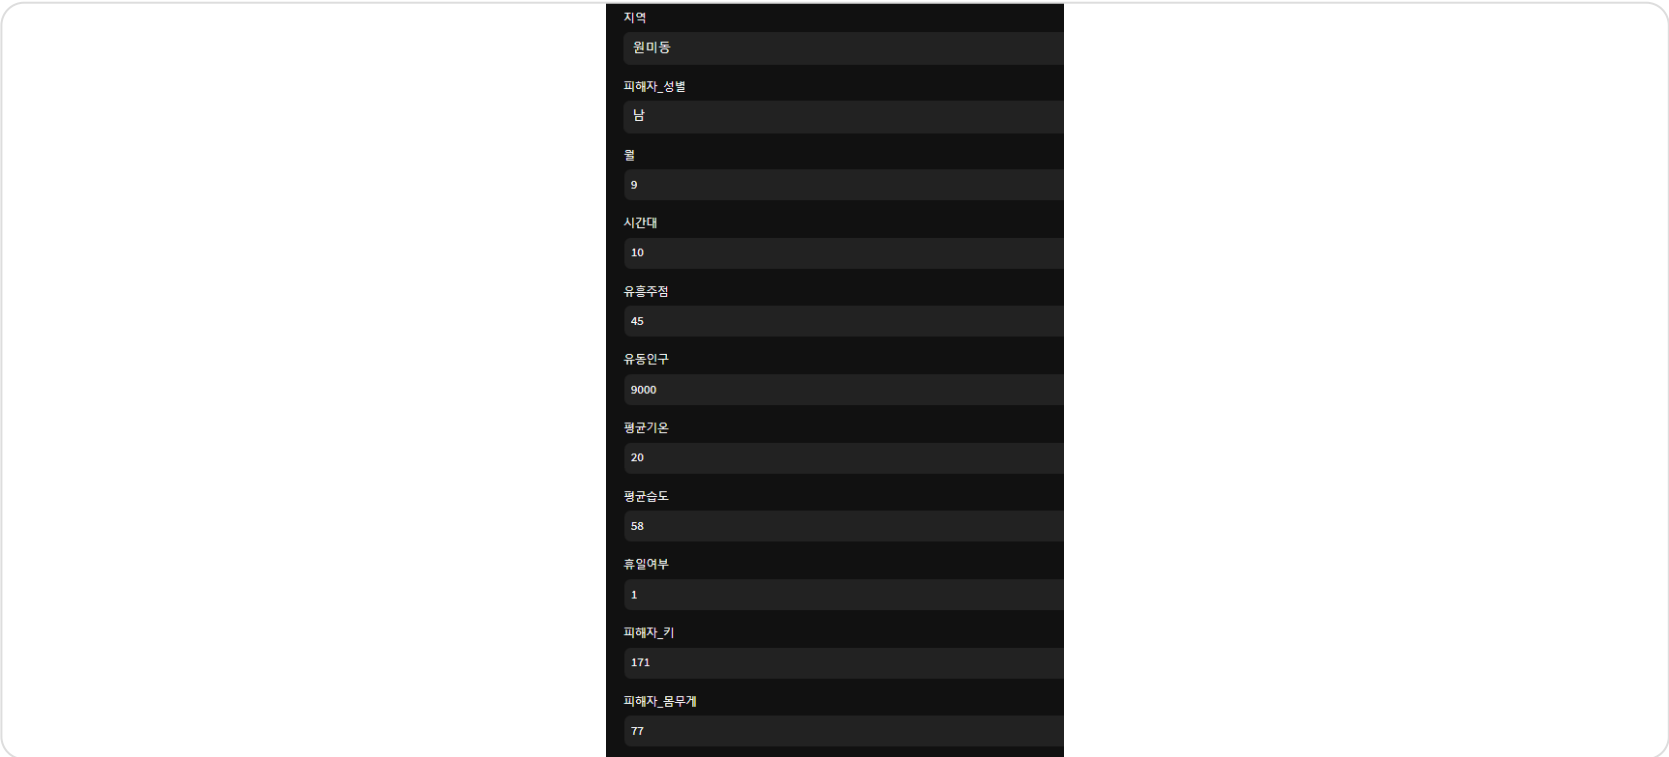 지역
원미동
피해자_성별
남
월
9
시간대
10
유흥주점
45
유동인구
9000
평균기온
20
평균습도
58
휴일여부
1
피해자_키
171
피해자_몸무게
77